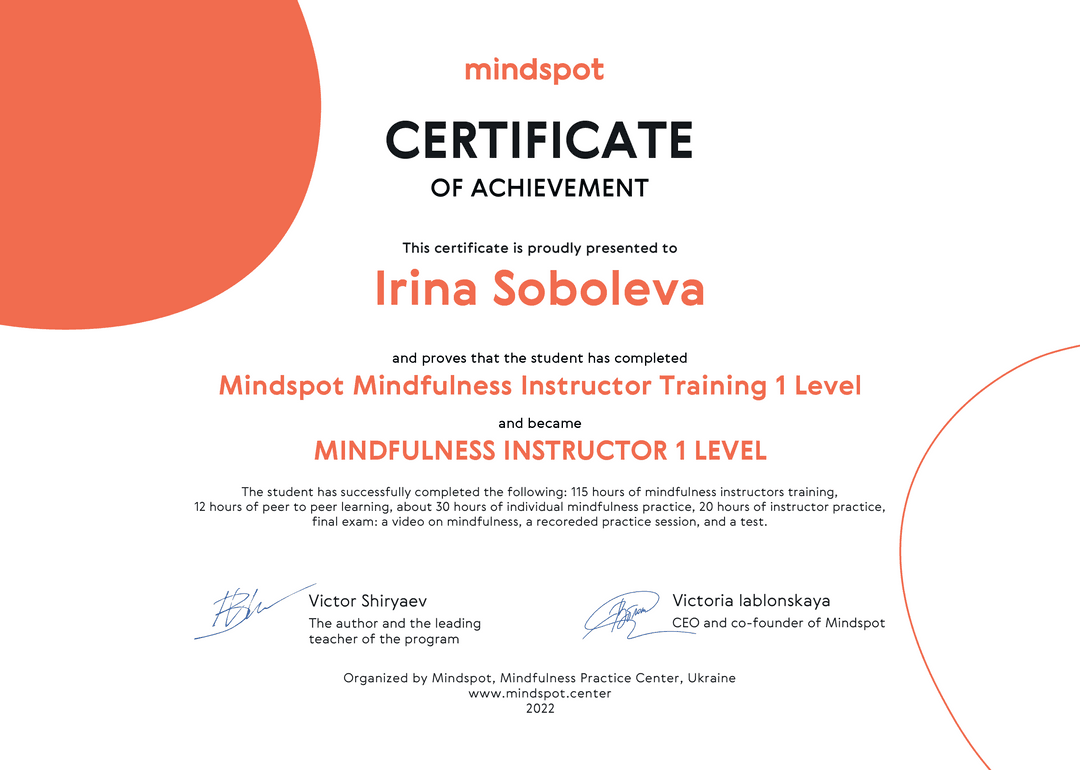 mindspot
CERTIFICATE
OF ACHIEVEMENT
This certificate is proudly presented to
Irina Soboleva
and proves that the student has completed
Mindspot Mindfulness Instructor Training 1 Level
and became
MINDFULNESS INSTRUCTOR 1 LEVEL
The student has successfully completed the following: 115 hours of mindfulness instructors training,
12 hours of peer to peer learning, about 30 hours of individual mindfulness practice, 20 hours of instructor practice,
final exam: a video on mindfulness, a recoreded practice session, and a test.
Victor Shiryaev
The author and the leading
teacher of the program
Victoria Iablonskaya
CEO and co-founder of Mindspot
Organized by Mindspot, Mindfulness Practice Center, Ukraine
www.mindspot.center
2022